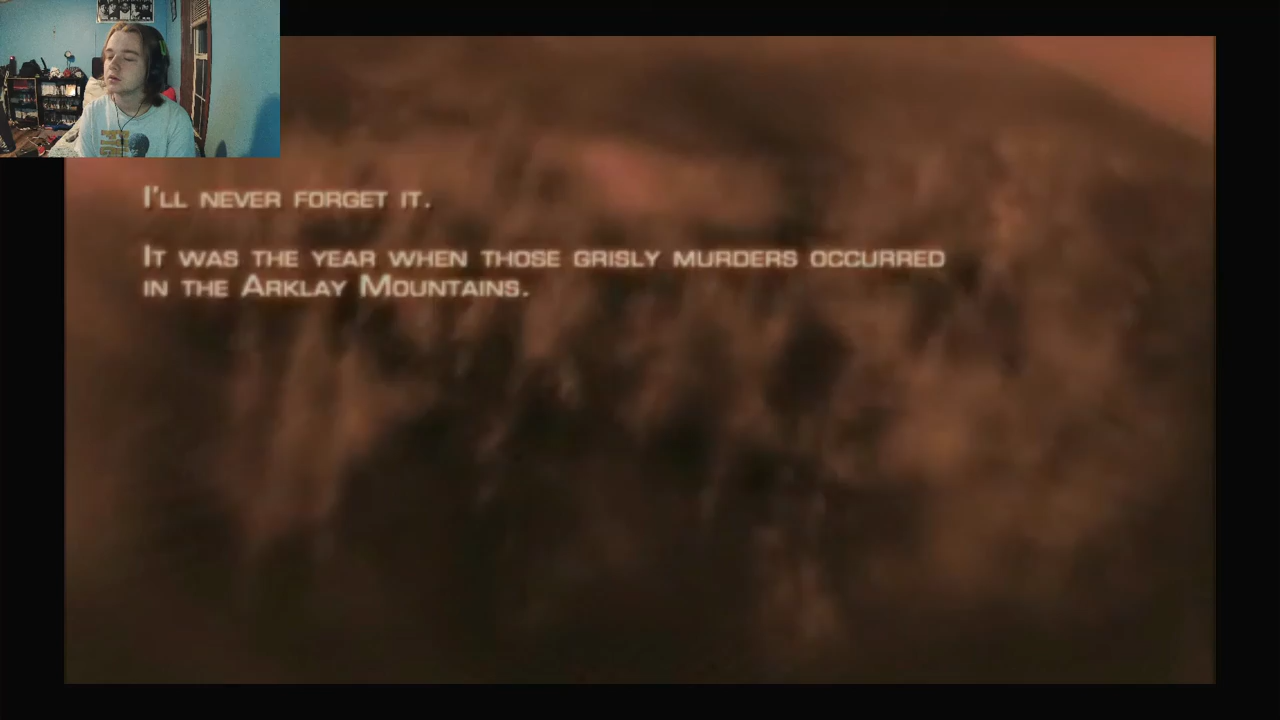 I'll never forget it.
It was the year when those grisly murders occurred
in the Arklay Mountains.